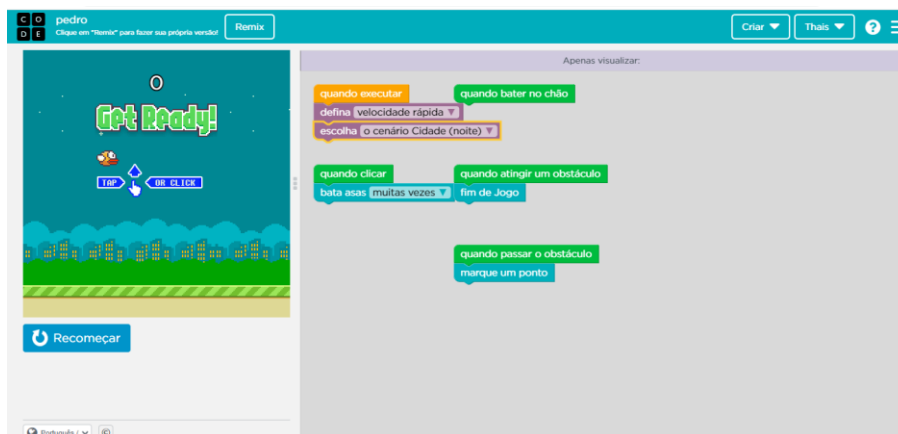 C O
D E
pedro
Clique em "Remix" para fazer sua própria versão!
Remix
Criar
Thais
?
Apenas visualizar:
0
Get Ready!
TAP
OR CLICK
quando executar
defina velocidade rápida
escolha o cenário Cidade (noite)
quando bater no chão
quando clicar
bata asas muitas vezes
quando atingir um obstáculo
fim de Jogo
quando passar o obstáculo
marque um ponto
Recomeçar